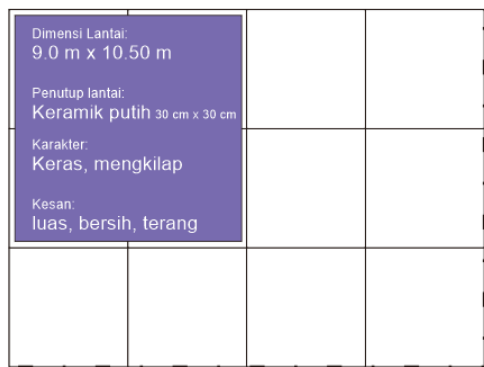 Dimensi Lantai:
9.0 m x 10.50 m
Penutup lantai:
Keramik putih 30 cm x 30 cm
Karakter:
Keras, mengkilap
Kesan:
luas, bersih, terang